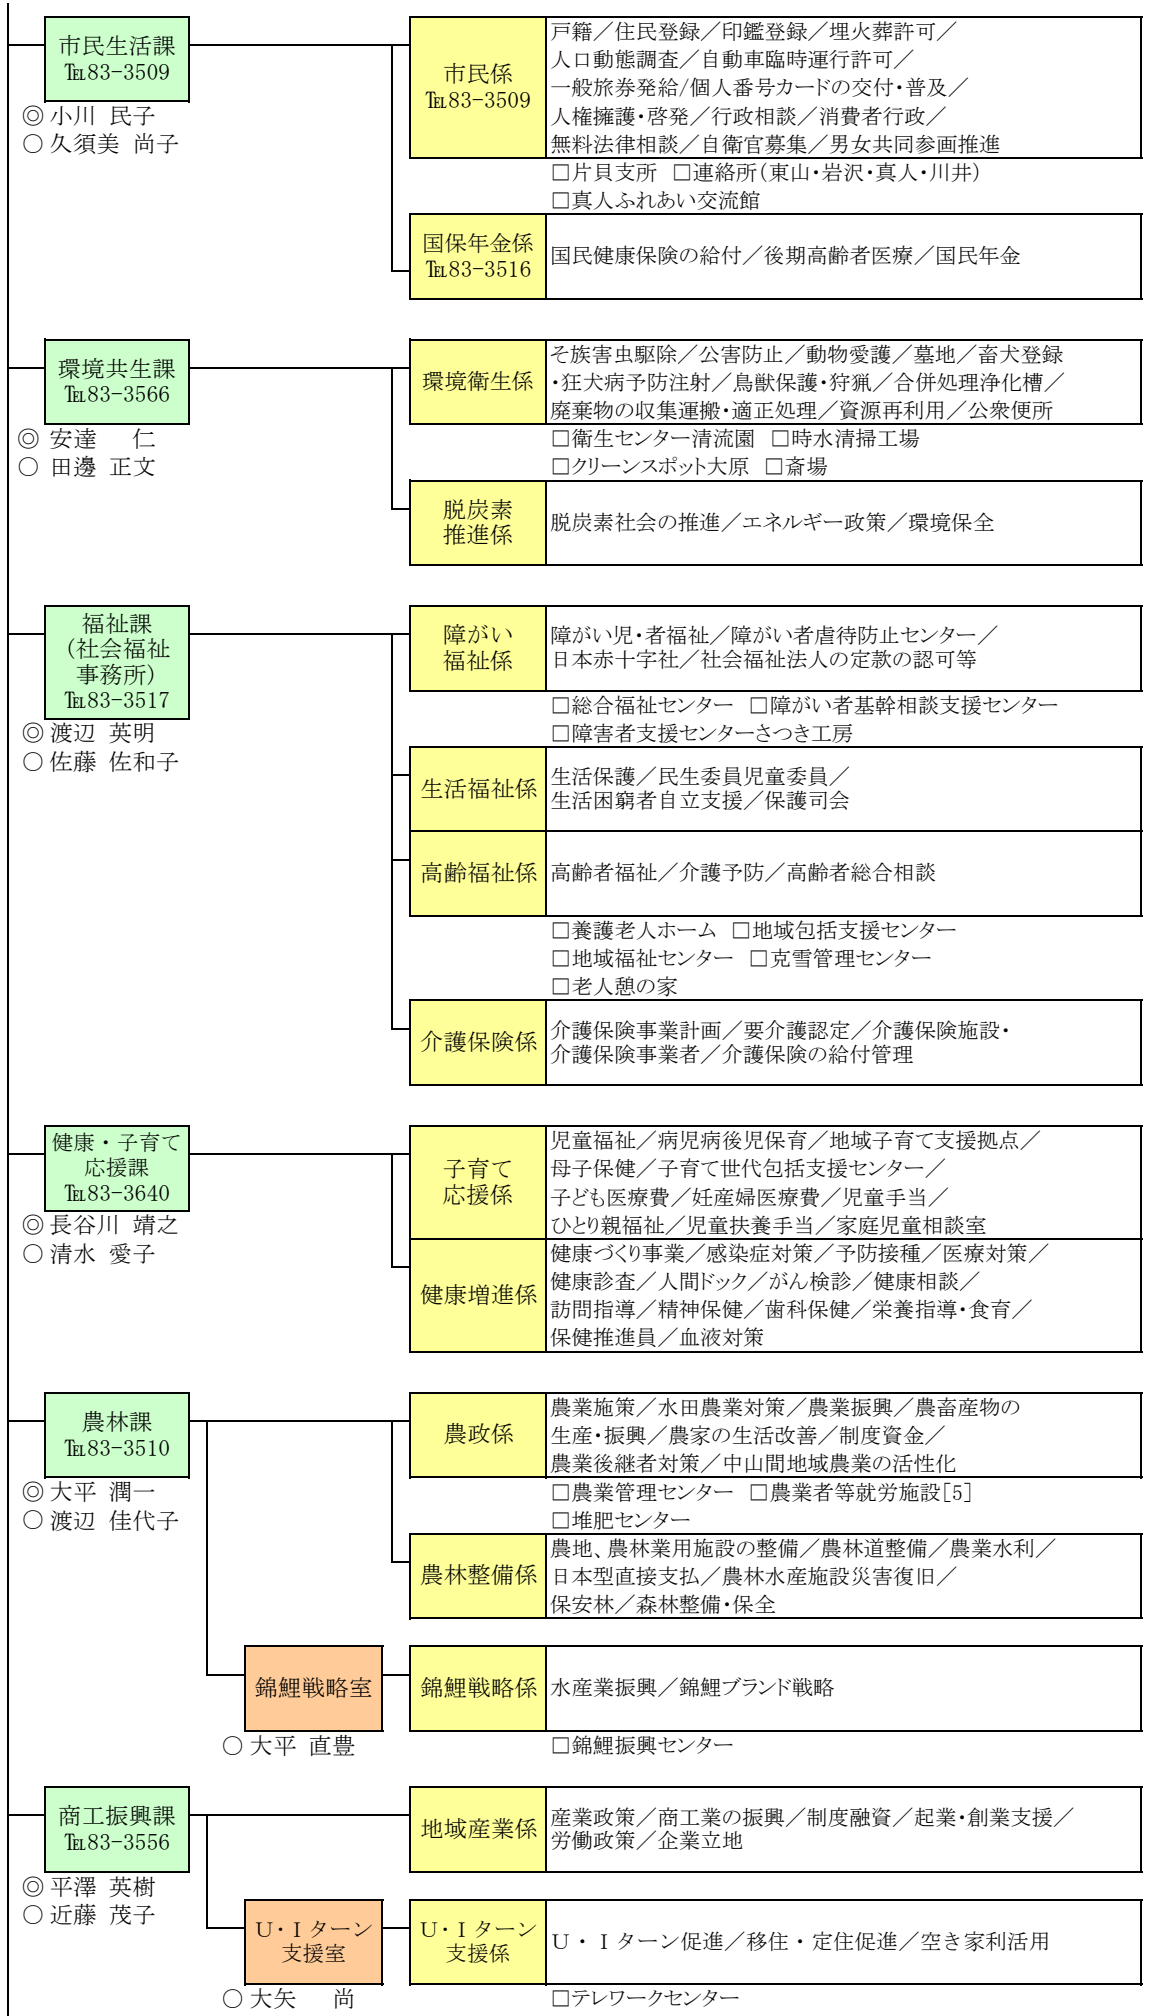 市民生活課
℡83-3509
◎ 小川 民子
○ 久須美 尚子
市民係
℡83-3509
戸籍／住民登録／印鑑登録／埋火葬許可／
人口動態調査／自動車臨時運行許可／
一般旅券発給/個人番号カードの交付・普及／
人権擁護・啓発／行政相談／消費者行政／
無料法律相談／自衛官募集／男女共同参画推進
□片貝支所 □連絡所(東山・岩沢・真人・川井)
□真人ふれあい交流館
国保年金係
℡83-3516
国民健康保険の給付／後期高齢者医療／国民年金
環境共生課
℡83-3566
◎ 安達 仁
○ 田邊 正文
環境衛生係
そ族害虫駆除／公害防止／動物愛護／墓地／畜犬登録
・狂犬病予防注射／鳥獣保護・狩猟／合併処理浄化槽／
廃棄物の収集運搬・適正処理／資源再利用／公衆便所
□衛生センター清流園 □時水清掃工場
□クリーンスポット大原 □斎場
脱炭素
推進係
脱炭素社会の推進／エネルギー政策／環境保全
福祉課
(社会福祉
事務所)
℡83-3517
◎ 渡辺 英明
○ 佐藤 佐和子
障がい
福祉係
障がい児・者福祉／障がい者虐待防止センター／
日本赤十字社／社会福祉法人の定款の認可等
□総合福祉センター □障がい者基幹相談支援センター
□障害者支援センターさつき工房
生活福祉係
生活保護／民生委員児童委員／
生活困窮者自立支援／保護司会
高齢福祉係
高齢者福祉／介護予防／高齢者総合相談
□養護老人ホーム □地域包括支援センター
□地域福祉センター □克雪管理センター
□老人憩の家
介護保険係
介護保険事業計画／要介護認定／介護保険施設・
介護保険事業者／介護保険の給付管理
健康・子育て
応援課
℡83-3640
◎ 長谷川 靖之
○ 清水 愛子
子育て
応援係
児童福祉／病児病後児保育／地域子育て支援拠点／
母子保健／子育て世代包括支援センター／
子ども医療費／妊産婦医療費／児童手当／
ひとり親福祉／児童扶養手当／家庭児童相談室
健康増進係
健康づくり事業／感染症対策／予防接種／医療対策／
健康診査／人間ドック／がん検診／健康相談／
訪問指導／精神保健／歯科保健／栄養指導・食育／
保健推進員／血液対策
農林課
℡83-3510
◎ 大平 潤一
○ 渡辺 佳代子
農政係
農業施策／水田農業対策／農業振興／農畜産物の
生産・振興／農家の生活改善／制度資金／
農業後継者対策／中山間地域農業の活性化
□農業管理センター □農業者等就労施設[5]
□堆肥センター
農林整備係
農地、農林業用施設の整備／農林道整備／農業水利／
日本型直接支払／農林水産施設災害復旧／
保安林／森林整備・保全
錦鯉戦略室
○ 大平 直豊
錦鯉戦略係
水産業振興／錦鯉ブランド戦略
□錦鯉振興センター
商工振興課
℡83-3556
◎ 平澤 英樹
○ 近藤 茂子
地域産業係
産業政策／商工業の振興／制度融資／起業・創業支援／
労働政策／企業立地
U・Iターン
支援室
○ 大矢 尚
U・Iターン
支援係
U・Iターン促進／移住・定住促進／空き家利活用
□テレワークセンター